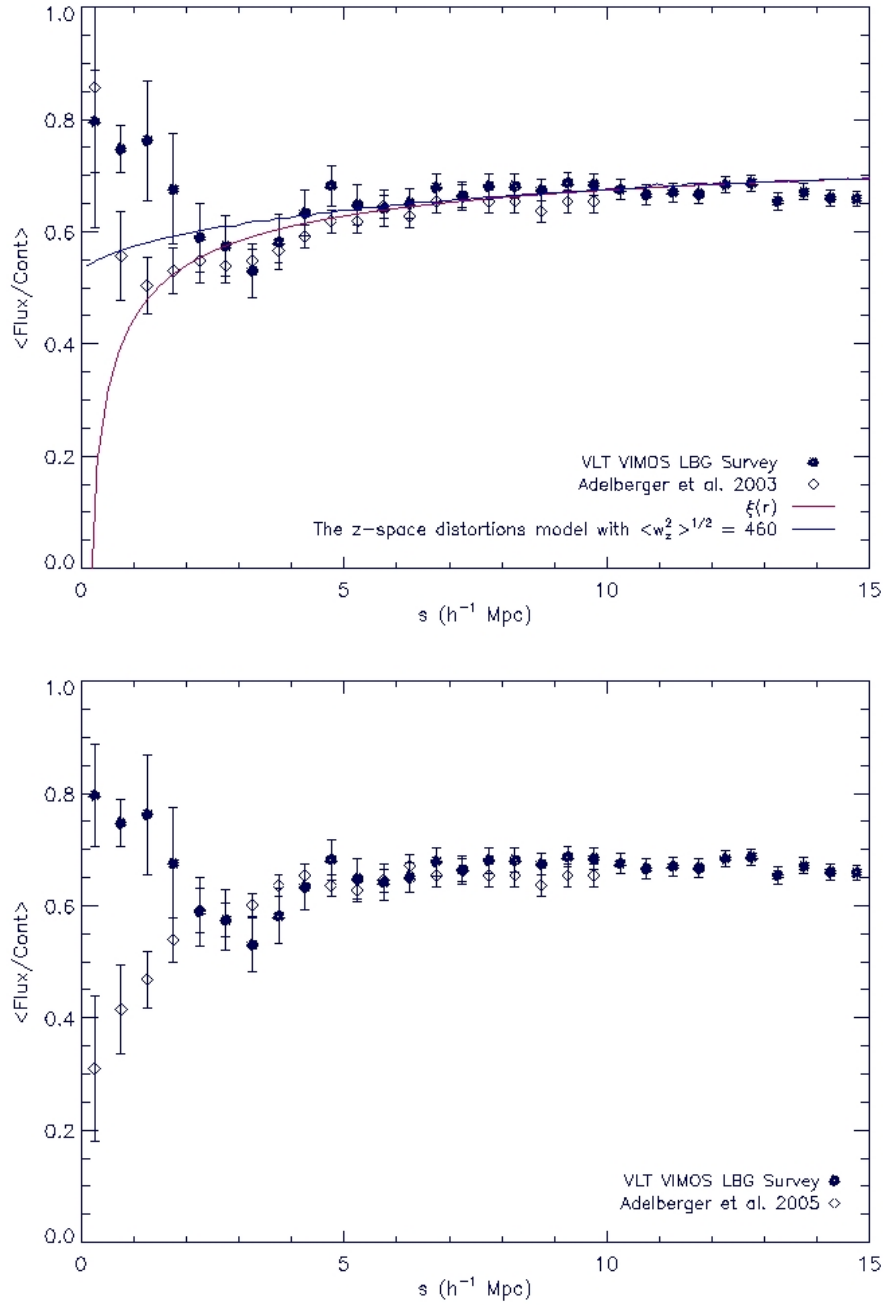 1.0
0.8
0.6
0.4
0.2
0.0
<Flux/Cont>
VLT VIMOS LBG Survey
Adelberger et al. 2003
ξ(r)
The z-space distortions model with <w_z^2>^1/2 = 460
0 5 10 15
s (h^-1 Mpc)
1.0
0.8
0.6
0.4
0.2
0.0
<Flux/Cont>
VLT VIMOS LBG Survey
Adelberger et al. 2005
0 5 10 15
s (h^-1 Mpc)